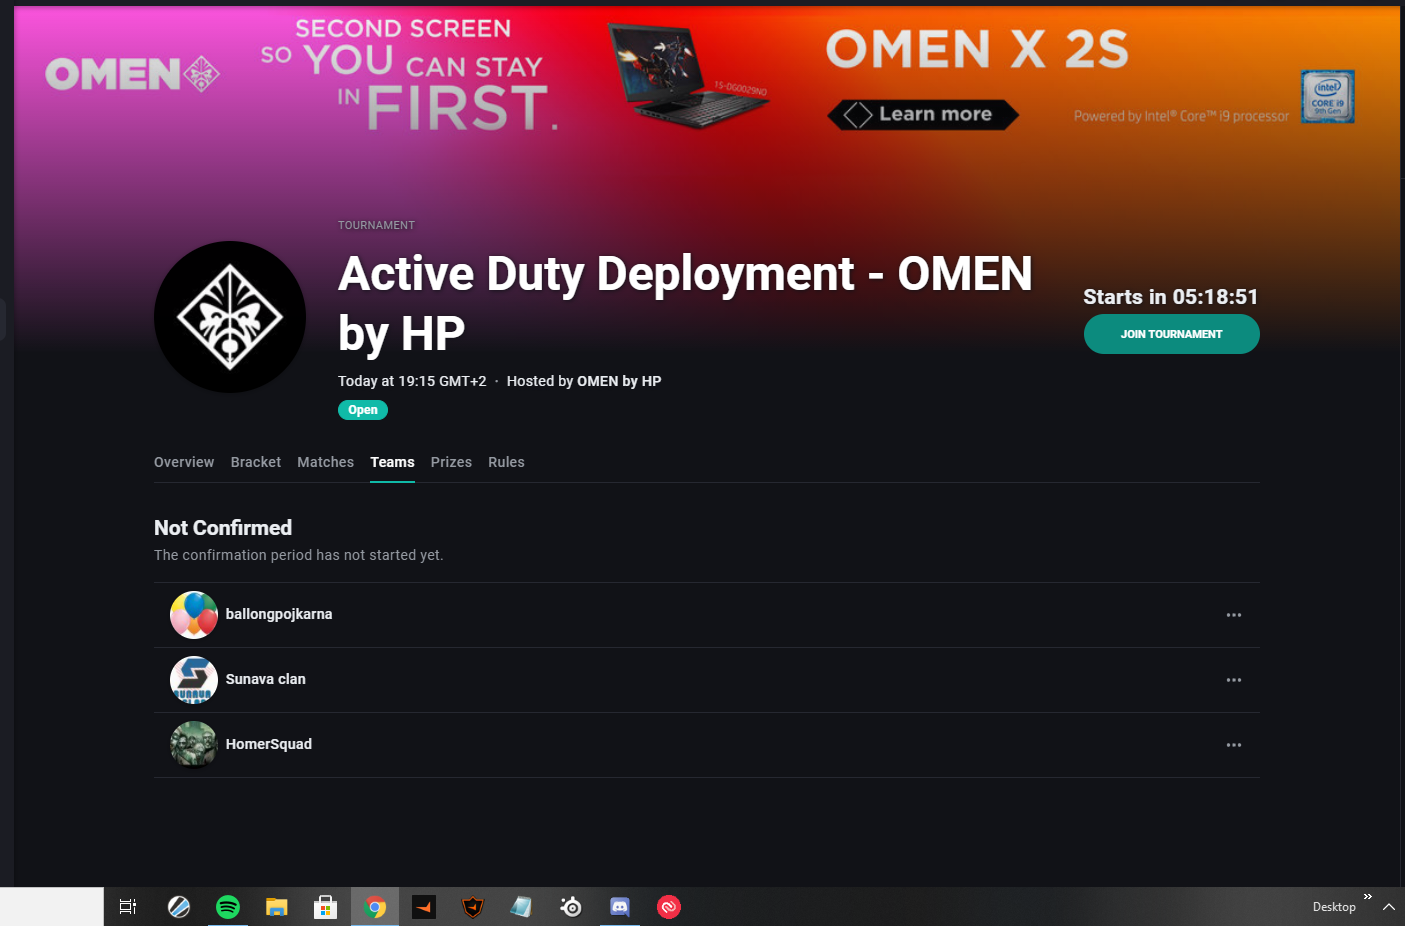 OMEN
SECOND SCREEN
SO YOU CAN STAY
IN FIRST.
15-DG0029NO
OMEN X 2S
Learn more
Powered by Intel® Core™ i9 processor
intel
CORE i9
9th Gen
TOURNAMENT
Active Duty Deployment - OMEN
by HP
Starts in 05:18:51
JOIN TOURNAMENT
Today at 19:15 GMT+2 · Hosted by OMEN by HP
Open
Overview Bracket Matches Teams Prizes Rules
Not Confirmed
The confirmation period has not started yet.
ballongpojkarna
Sunava clan
HomerSquad
Desktop